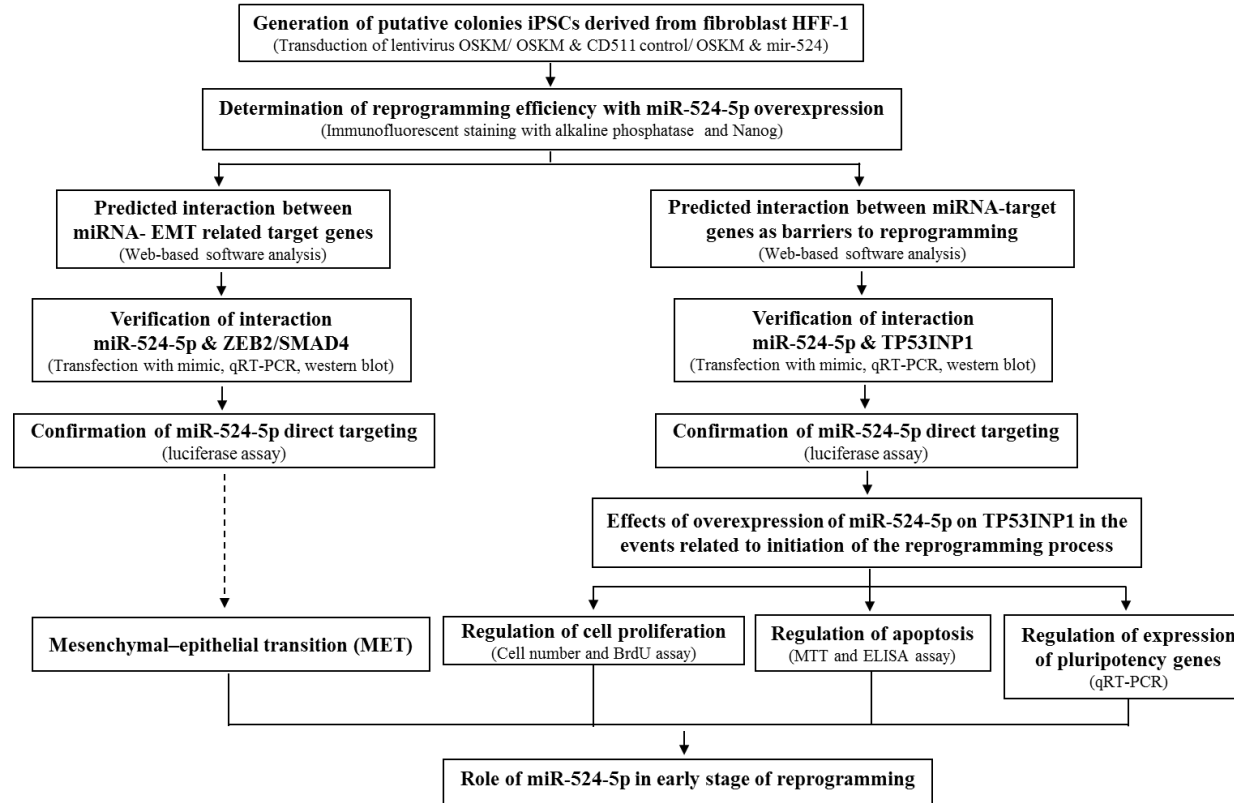 Generation of putative colonies iPSCs derived from fibroblast HFF-1
(Transduction of lentivirus OSKM/ OSKM & CD511 control/ OSKM & mir-524)
Determination of reprogramming efficiency with miR-524-5p overexpression
(Immunofluorescent staining with alkaline phosphatase and Nanog)
Predicted interaction between
miRNA- EMT related target genes
(Web-based software analysis)
Predicted interaction between miRNA-target
genes as barriers to reprogramming
(Web-based software analysis)
Verification of interaction
miR-524-5p & ZEB2/SMAD4
(Transfection with mimic, qRT-PCR, western blot)
Verification of interaction
miR-524-5p & TP53INP1
(Transfection with mimic, qRT-PCR, western blot)
Confirmation of miR-524-5p direct targeting
(luciferase assay)
Confirmation of miR-524-5p direct targeting
(luciferase assay)
Effects of overexpression of miR-524-5p on TP53INP1 in the
events related to initiation of the reprogramming process
Mesenchymal–epithelial transition (MET)
Regulation of cell proliferation
(Cell number and BrdU assay)
Regulation of apoptosis
(MTT and ELISA assay)
Regulation of expression
of pluripotency genes
(qRT-PCR)
Role of miR-524-5p in early stage of reprogramming